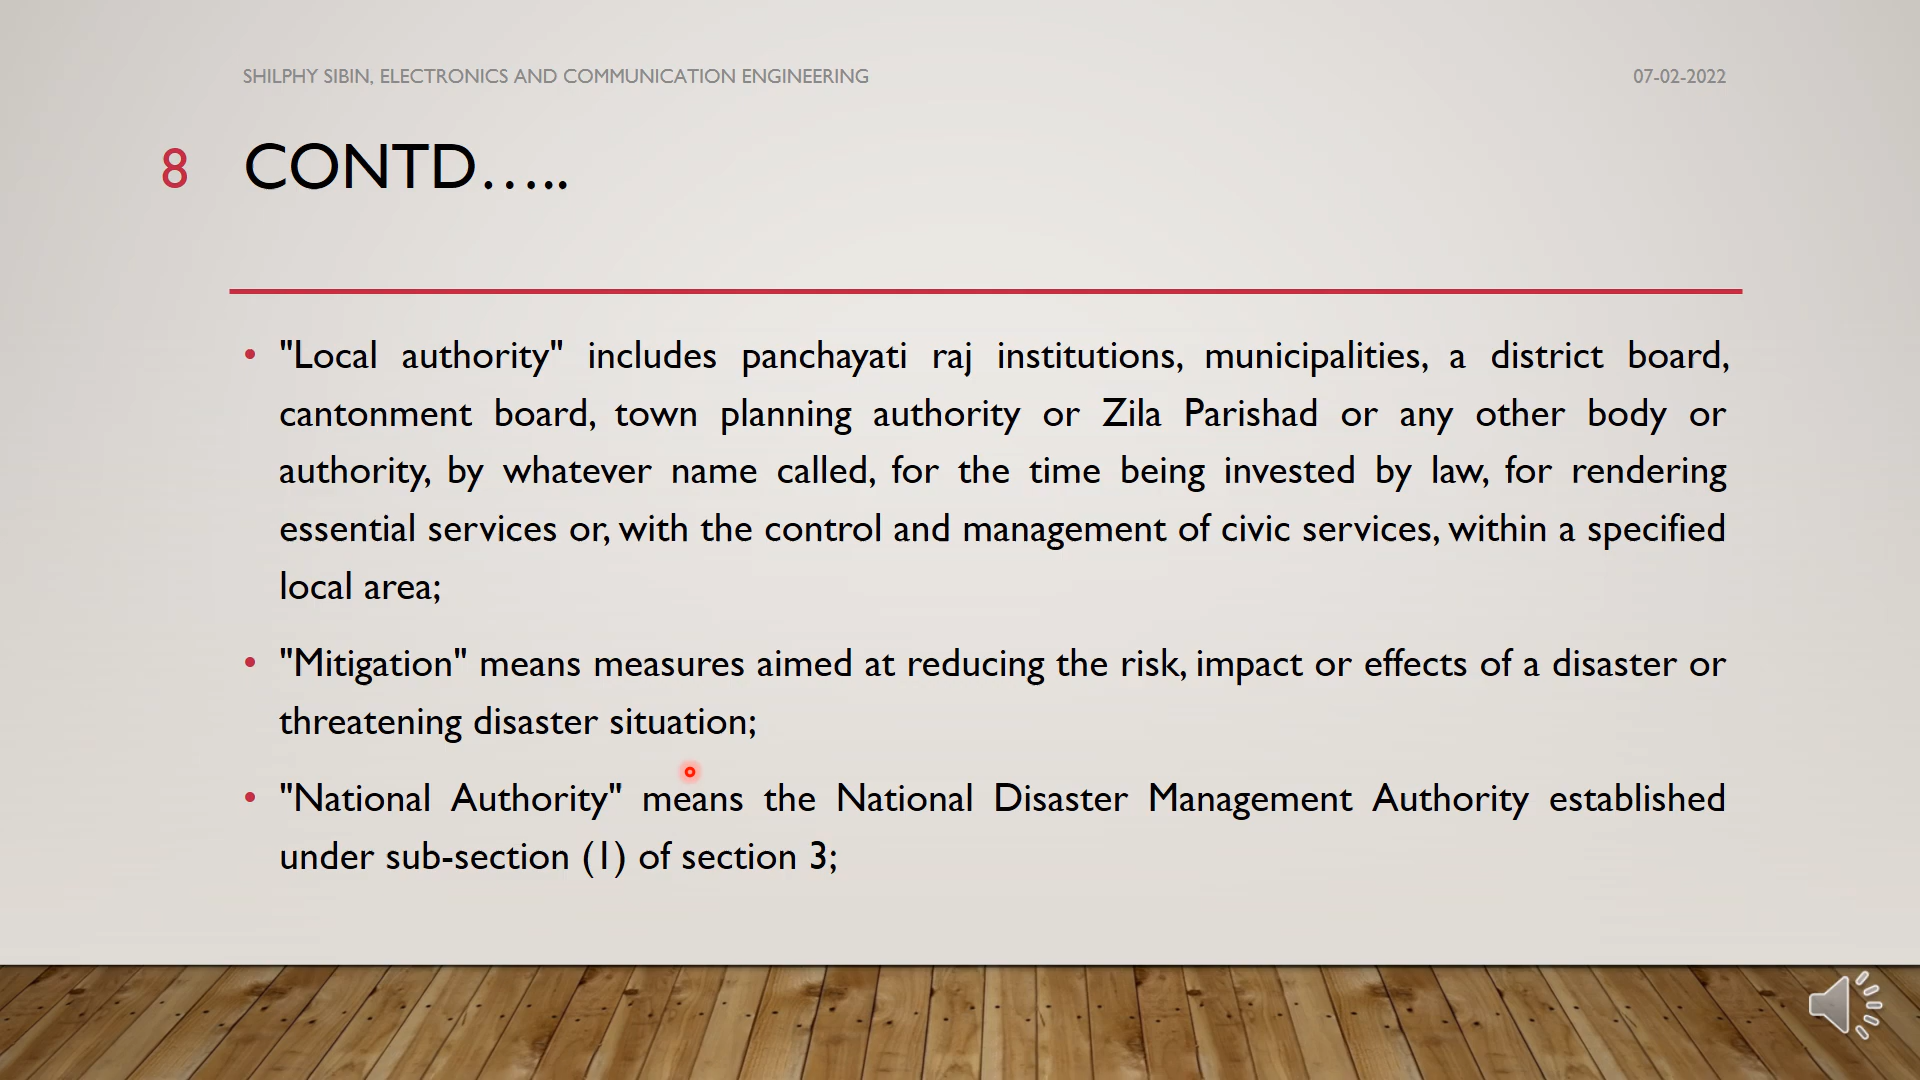 SHILPHY SIBIN, ELECTRONICS AND COMMUNICATION ENGINEERING
07-02-2022
8
CONTD…..
• "Local authority" includes panchayati raj institutions, municipalities, a district board,
cantonment board, town planning authority or Zila Parishad or any other body or
authority, by whatever name called, for the time being invested by law, for rendering
essential services or, with the control and management of civic services, within a specified
local area;
• "Mitigation" means measures aimed at reducing the risk, impact or effects of a disaster or
threatening disaster situation;
• "National Authority" means the National Disaster Management Authority established
under sub-section (1) of section 3;